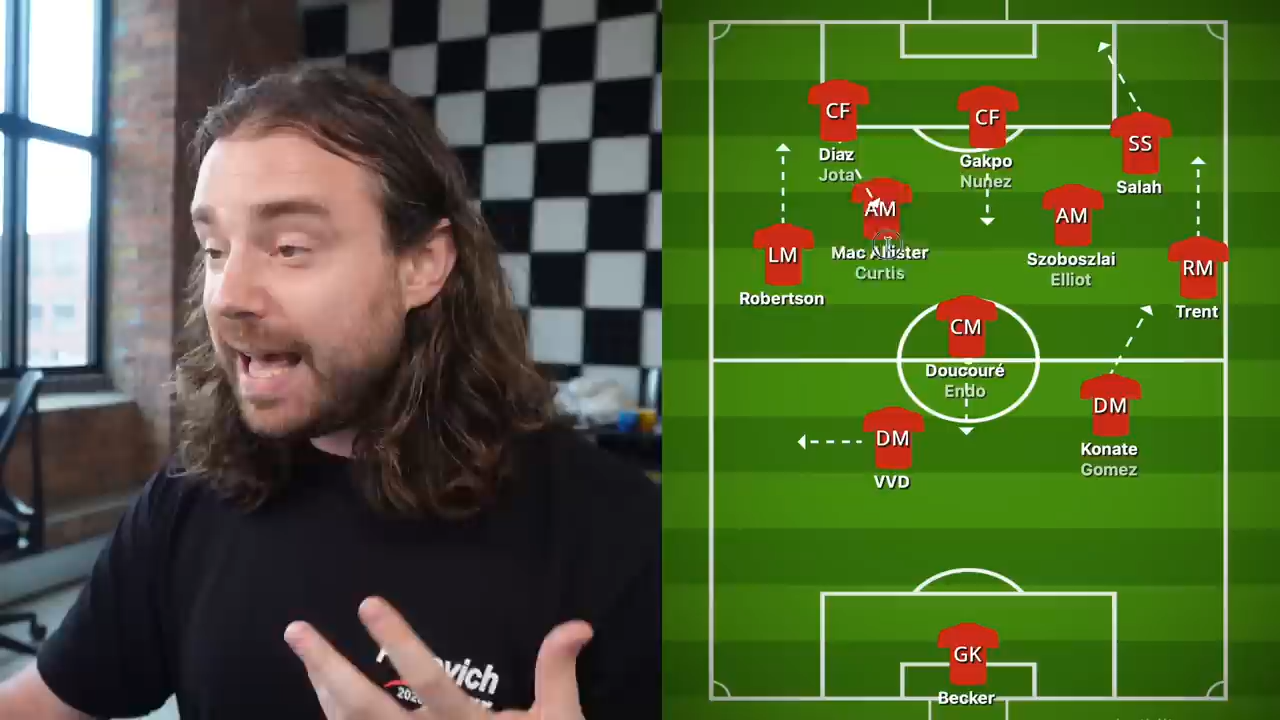 CF
Diaz
Jota
CF
Gakpo
Nunez
SS
Salah
AM
Mac Allister
Curtis
AM
Szoboszlai
Elliot
LM
Robertson
RM
Trent
CM
Doucouré
Endo
DM
VVD
DM
Konate
Gomez
GK
Becker